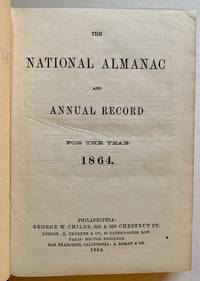 THE
NATIONAL ALMANAC
AND
ANNUAL RECORD
FOR THE YEAR
1864.
PHILADELPHIA:
GEORGE W. CHILDS, 628 & 630 CHESTNUT ST.
LONDON: N. TRÜBNER & CO., 60 PATERNOSTER ROW.
PARIS: HECTOR BOSSANGE.
SAN FRANCISCO, CALIFORNIA: A. ROMAN & CO.
1864.